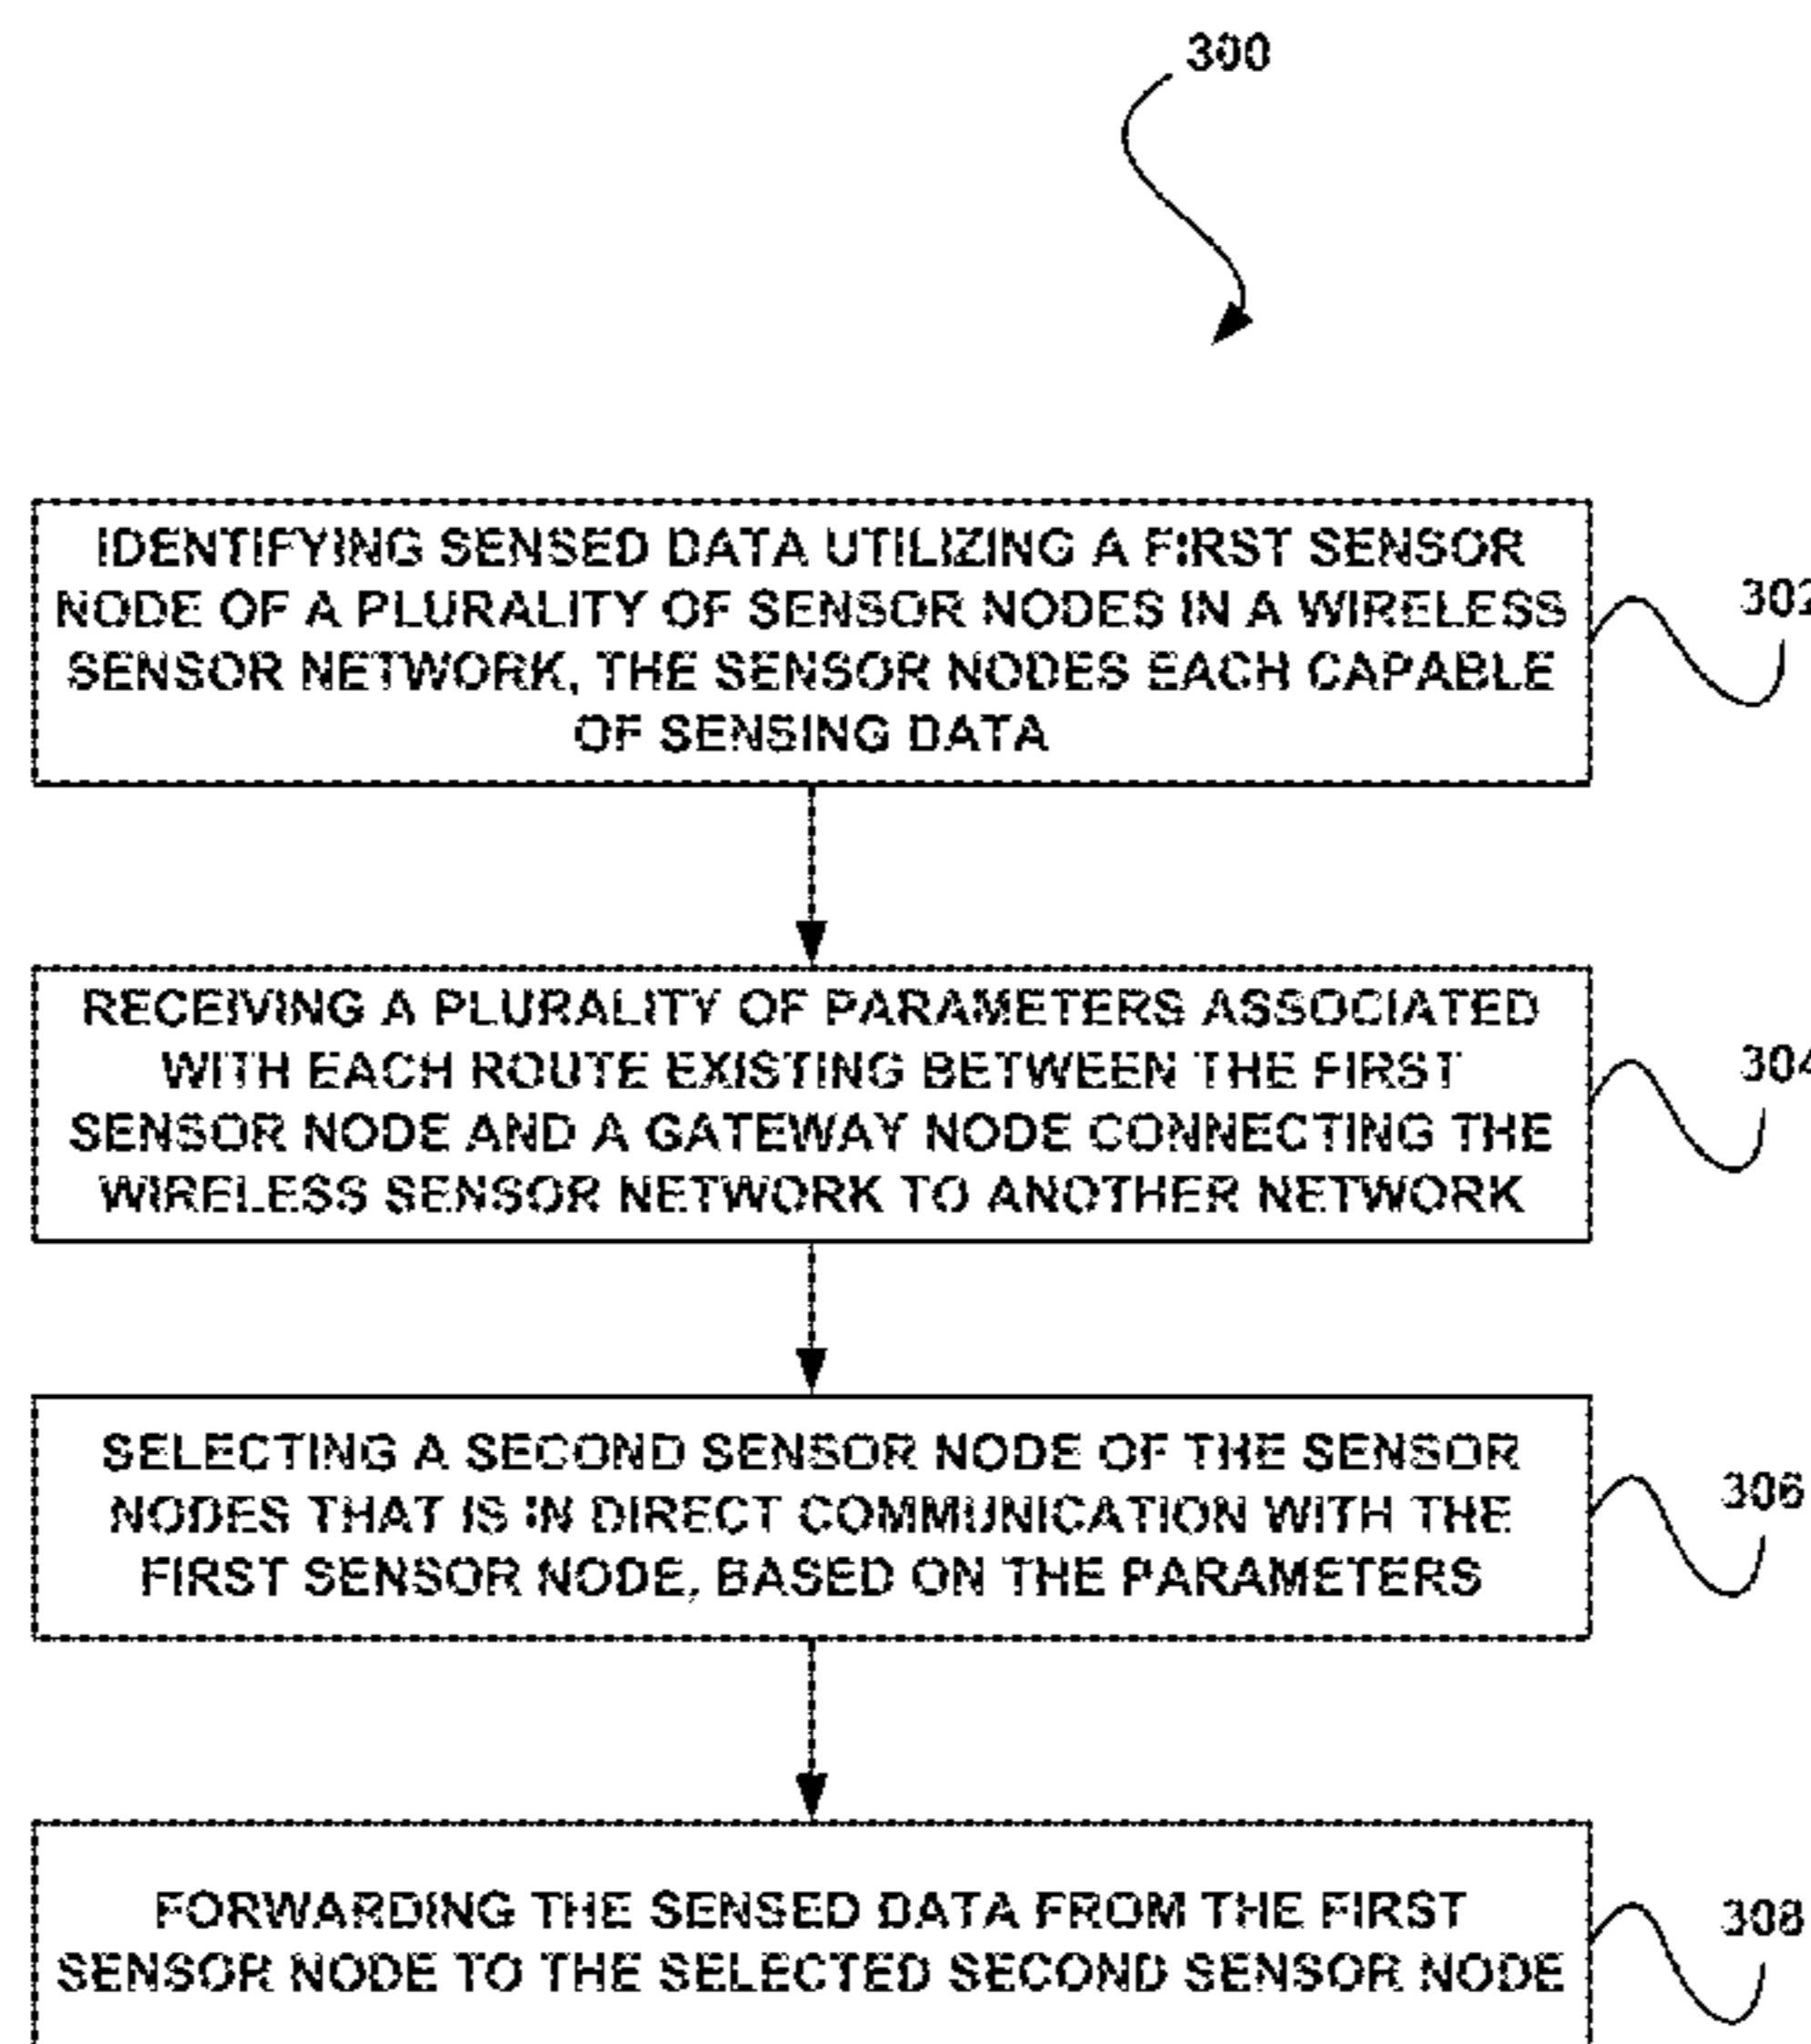 300
IDENTIFYING SENSED DATA UTILIZING A FIRST SENSOR
NODE OF A PLURALITY OF SENSOR NODES IN A WIRELESS
SENSOR NETWORK, THE SENSOR NODES EACH CAPABLE
OF SENSING DATA
302
RECEIVING A PLURALITY OF PARAMETERS ASSOCIATED
WITH EACH ROUTE EXISTING BETWEEN THE FIRST
SENSOR NODE AND A GATEWAY NODE CONNECTING THE
WIRELESS SENSOR NETWORK TO ANOTHER NETWORK
304
SELECTING A SECOND SENSOR NODE OF THE SENSOR
NODES THAT IS IN DIRECT COMMUNICATION WITH THE
FIRST SENSOR NODE, BASED ON THE PARAMETERS
306
FORWARDING THE SENSED DATA FROM THE FIRST
SENSOR NODE TO THE SELECTED SECOND SENSOR NODE
308